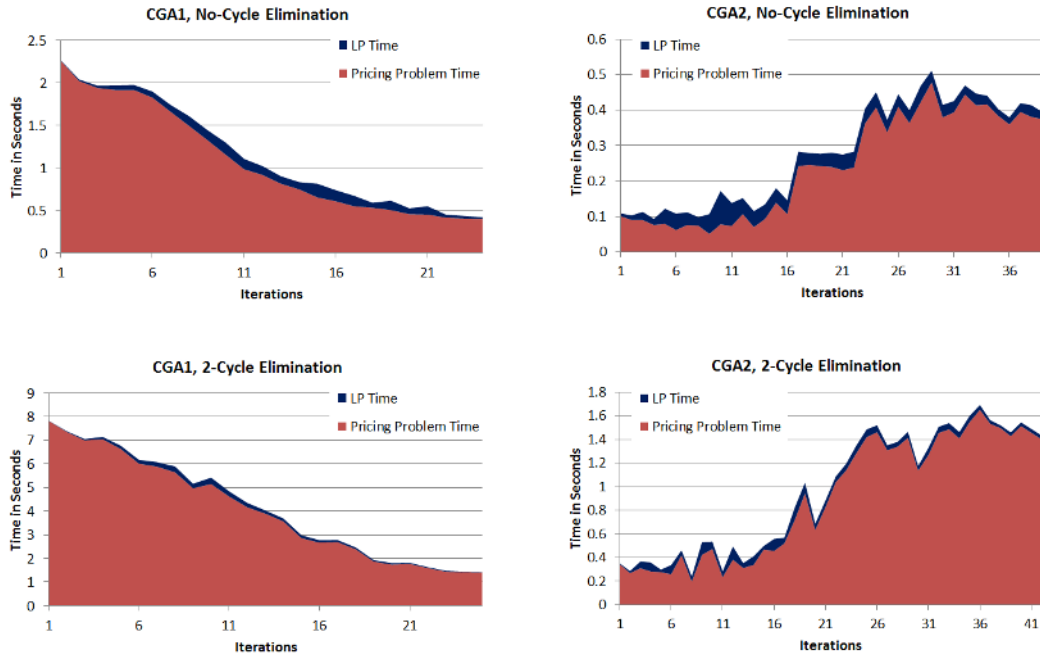 CGA1, No-Cycle Elimination
2.5
2
1.5
1
0.5
0
Time in Seconds
LP Time
Pricing Problem Time
1 6 11 16 21
Iterations
CGA2, No-Cycle Elimination
0.6
0.5
0.4
0.3
0.2
0.1
0
Time in Seconds
LP Time
Pricing Problem Time
1 6 11 16 21 26 31 36
Iterations
CGA1, 2-Cycle Elimination
9
8
7
6
5
4
3
2
1
0
Time in Seconds
LP Time
Pricing Problem Time
1 6 11 16 21
Iterations
CGA2, 2-Cycle Elimination
1.8
1.6
1.4
1.2
1
0.8
0.6
0.4
0.2
0
Time in Seconds
LP Time
Pricing Problem Time
1 6 11 16 21 26 31 36 41
Iterations